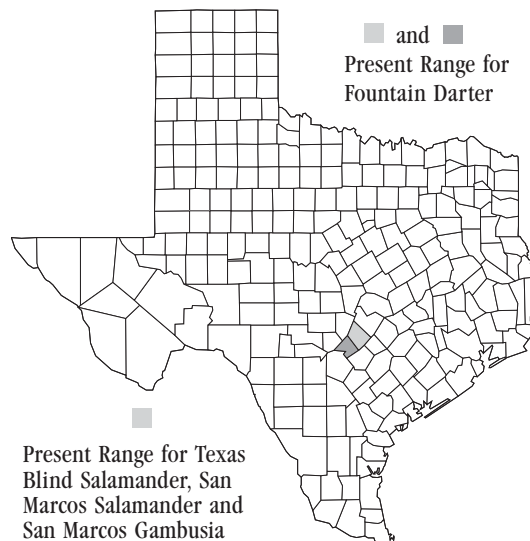 and
Present Range for
Fountain Darter
Present Range for Texas
Blind Salamander, San
Marcos Salamander and
San Marcos Gambusia